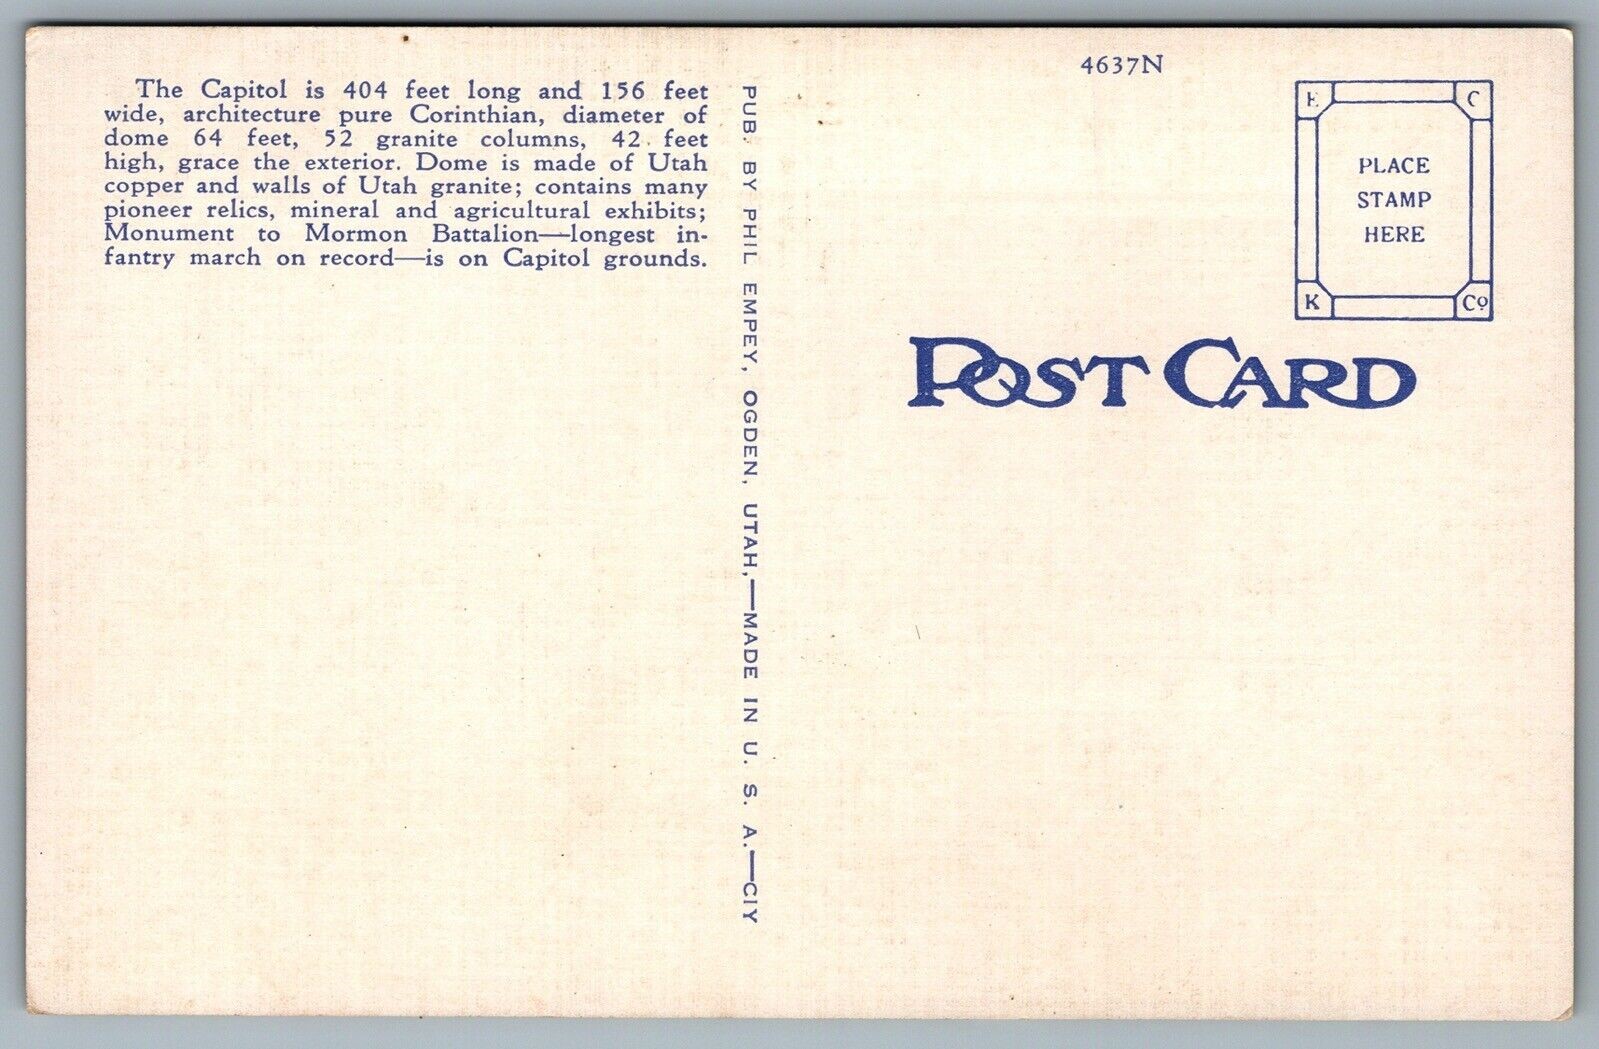 The Capitol is 404 feet long and 156 feet
wide, architecture pure Corinthian, diameter of
dome 64 feet, 52 granite columns, 42 feet
high, grace the exterior. Dome is made of Utah
copper and walls of Utah granite; contains many
pioneer relics, mineral and agricultural exhibits;
Monument to Mormon Battalion—longest in-
fantry march on record—is on Capitol grounds.
PUB. BY PHIL EMPEY, OGDEN, UTAH,—MADE IN U. S. A.—CIY
4637N
E C
PLACE
STAMP
HERE
K Co
POST CARD